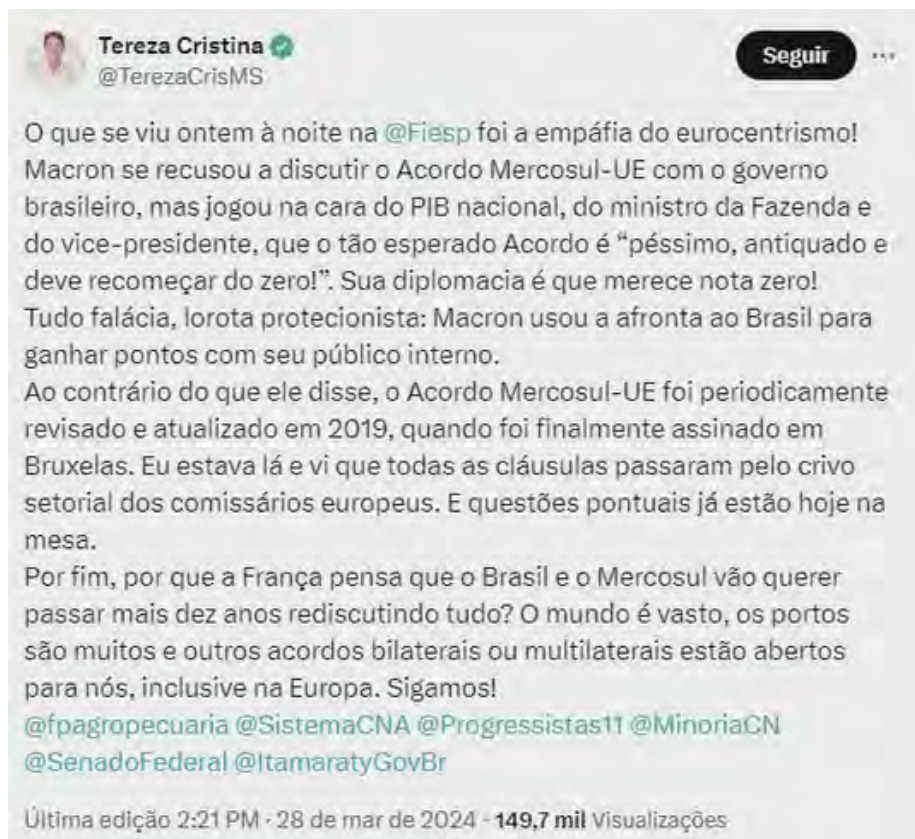 Tereza Cristina
@TerezaCrisMS
Seguir
O que se viu ontem à noite na @Fiesp foi a empáfia do eurocentrismo!
Macron se recusou a discutir o Acordo Mercosul-UE com o governo
brasileiro, mas jogou na cara do PIB nacional, do ministro da Fazenda e
do vice-presidente, que o tão esperado Acordo é “péssimo, antiquado e
deve recomeçar do zero!”. Sua diplomacia é que merece nota zero!
Tudo falácia, lorota protecionista: Macron usou a afronta ao Brasil para
ganhar pontos com seu público interno.
Ao contrário do que ele disse, o Acordo Mercosul-UE foi periodicamente
revisado e atualizado em 2019, quando foi finalmente assinado em
Bruxelas. Eu estava lá e vi que todas as cláusulas passaram pelo crivo
setorial dos comissários europeus. E questões pontuais já estão hoje na
mesa.
Por fim, por que a França pensa que o Brasil e o Mercosul vão querer
passar mais dez anos rediscutindo tudo? O mundo é vasto, os portos
são muitos e outros acordos bilaterais ou multilaterais estão abertos
para nós, inclusive na Europa. Sigamos!
@fpagropecuaria @SistemaCNA @Progressistas11 @MinoriaCN
@SenadoFederal @ItamaratyGovBr
Última edição 2:21 PM · 28 de mar de 2024 · 149,7 mil Visualizações